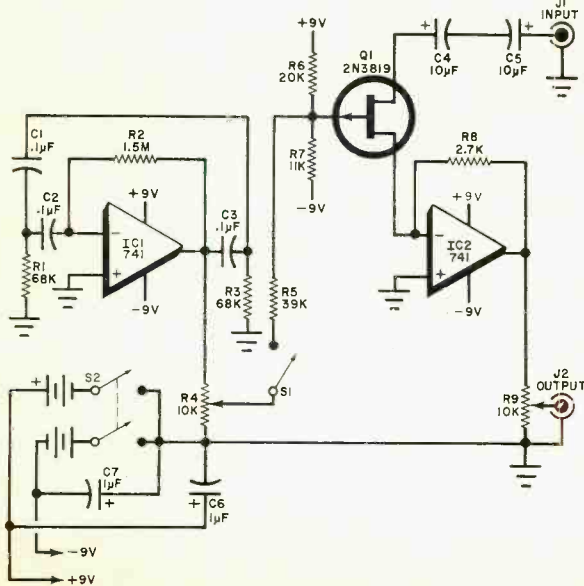 J1
INPUT
+9V
Q1
2N3819
R6
20K
C4
10µF
C5
10µF
+
+
C1
.1µF
R2
1.5M
R7
11K
R8
2.7K
C2
.1µF
+9V
-9V
+9V
C3
.1µF
-
IC1
741
+
-
IC2
741
+
R1
68K
R3
68K
R5
39K
-9V
-9V
S2
+
R4
10K
S1
J2
OUTPUT
R9
10K
C7
1µF
+
+
C6
1µF
-9V
+9V